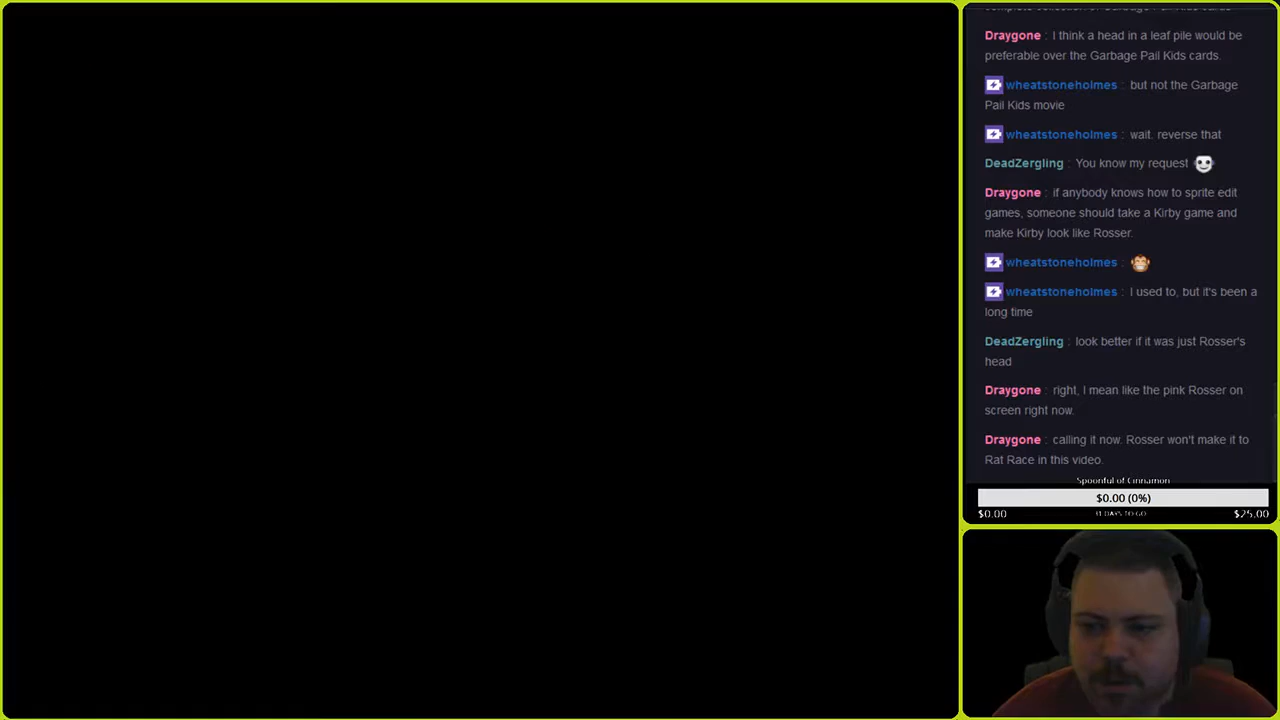 Draygone : I think a head in a leaf pile would be
preferable over the Garbage Pail Kids cards.
wheatstoneholmes : but not the Garbage
Pail Kids movie
wheatstoneholmes : wait. reverse that
DeadZergling : You know my request
Draygone : if anybody knows how to sprite edit
games, someone should take a Kirby game and
make Kirby look like Rosser.
wheatstoneholmes :
wheatstoneholmes : I used to, but it's been a
long time
DeadZergling : look better if it was just Rosser's
head
Draygone : right, I mean like the pink Rosser on
screen right now.
Draygone : calling it now. Rosser won't make it to
Rat Race in this video.
Spoonful of Cinnamon
$0.00 (0%)
$0.00
DAYS TO GO
$25.00